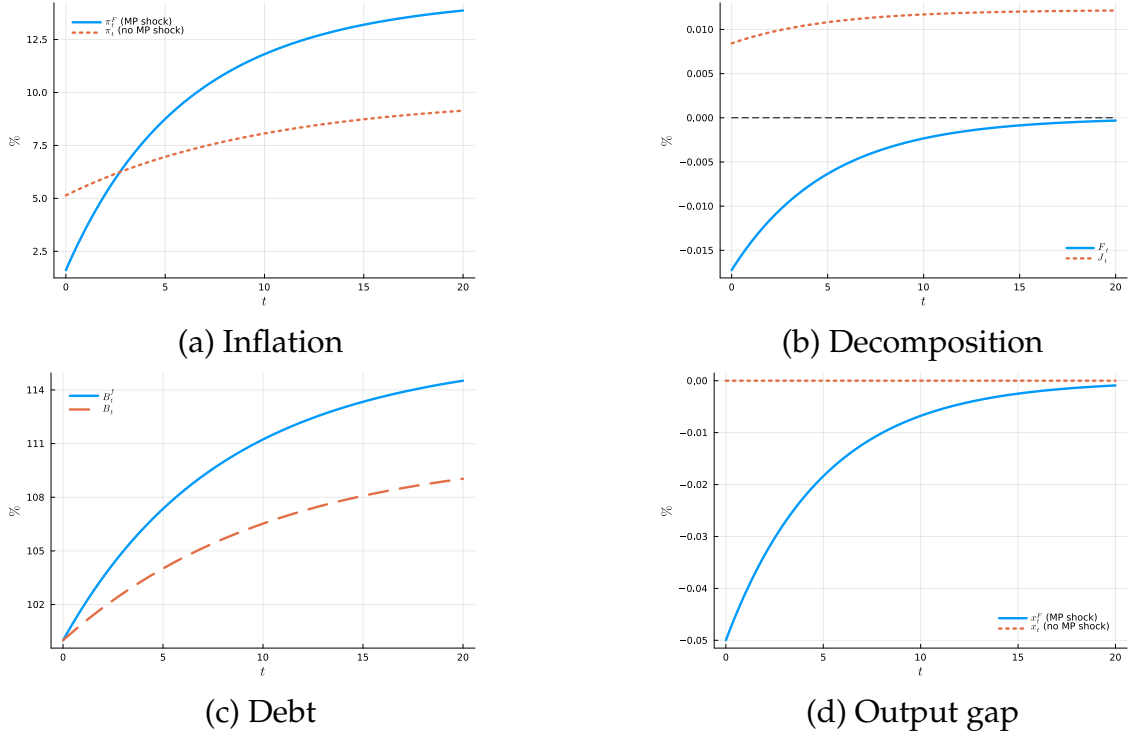 π_t^F (MP shock)
π_t (no MP shock)
12.5
10.0
7.5
5.0
2.5
%
0 5 10 15 20
t
(a) Inflation
0.010
0.005
0.000
−0.005
−0.010
−0.015
%
F_t
J_t
0 5 10 15 20
t
(b) Decomposition
114
111
108
105
102
%
B_t^f
B_t
0 5 10 15 20
t
(c) Debt
0.00
−0.01
−0.02
−0.03
−0.04
−0.05
%
x_t^F (MP shock)
x_t (no MP shock)
0 5 10 15 20
t
(d) Output gap